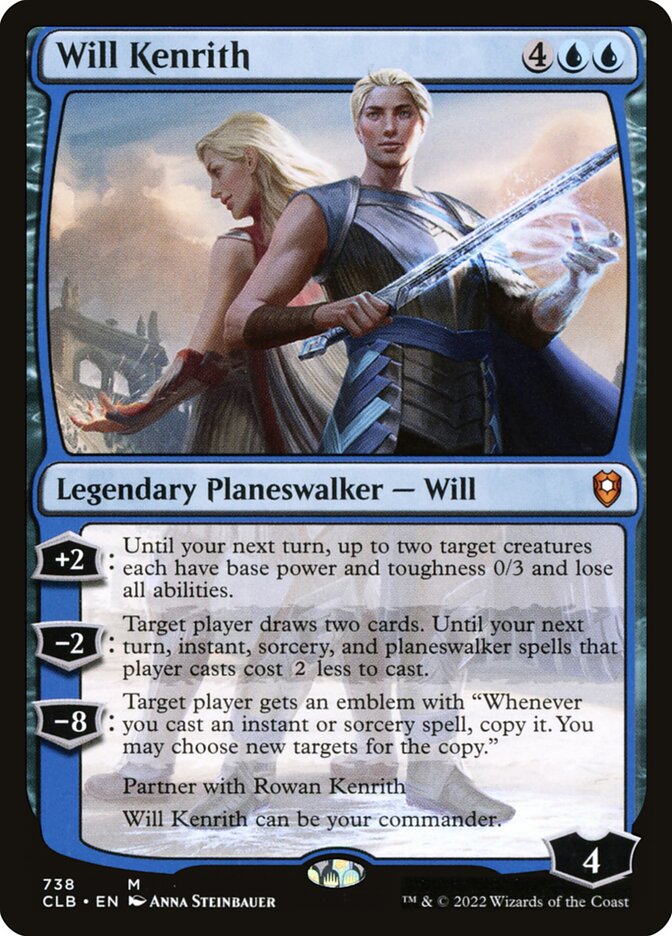 Will Kenrith 4
Legendary Planeswalker — Will
+2: Until your next turn, up to two target creatures
each have base power and toughness 0/3 and lose
all abilities.
−2: Target player draws two cards. Until your next
turn, instant, sorcery, and planeswalker spells that
player casts cost 2 less to cast.
−8: Target player gets an emblem with “Whenever
you cast an instant or sorcery spell, copy it. You
may choose new targets for the copy.”
Partner with Rowan Kenrith
Will Kenrith can be your commander.
4
738 M
CLB • EN Anna Steinbauer
™ & © 2022 Wizards of the Coast